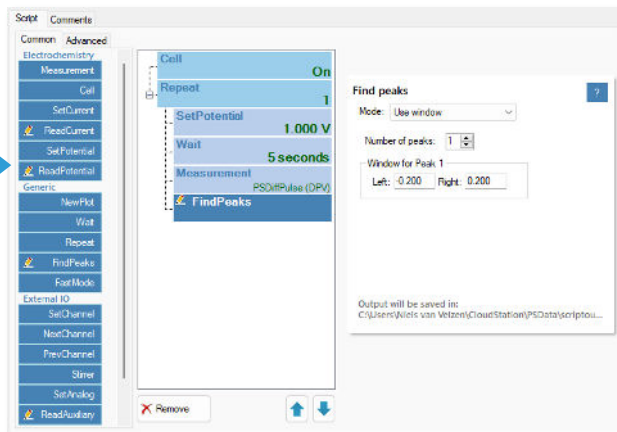 Script Comments
Common Advanced
Electrochemistry
Measurement
Cell
SetCurrent
ReadCurrent
SetPotential
ReadPotential
Generic
NewPlot
Wait
Repeat
FindPeaks
FastMode
External IO
SetChannel
NextChannel
PrevChannel
Stirrer
SetAnalog
ReadAuxiliary
Cell
On
Repeat
1
SetPotential
1.000 V
Wait
5 seconds
Measurement
PSDiffPulse (DPV)
FindPeaks
Remove
Find peaks
?
Mode: Use window
Number of peaks: 1
Window for Peak 1
Left: -0.200 Right: 0.200
Output will be saved in:
C:\Users\Niels van Velzen\CloudStation\PSData\scriptou...